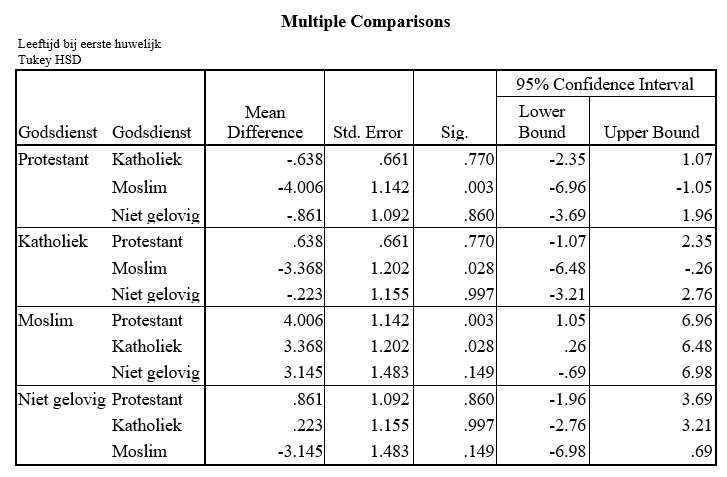 Multiple Comparisons
Leeftijd bij eerste huwelijk
Tukey HSD
95% Confidence Interval
Godsdienst Godsdienst Mean Difference Std. Error Sig. Lower Bound Upper Bound
Protestant Katholiek -.638 .661 .770 -2.35 1.07
Moslim -4.006 1.142 .003 -6.96 -1.05
Niet gelovig -.861 1.092 .860 -3.69 1.96
Katholiek Protestant .638 .661 .770 -1.07 2.35
Moslim -3.368 1.202 .028 -6.48 -.26
Niet gelovig -.223 1.155 .997 -3.21 2.76
Moslim Protestant 4.006 1.142 .003 1.05 6.96
Katholiek 3.368 1.202 .028 .26 6.48
Niet gelovig 3.145 1.483 .149 -.69 6.98
Niet gelovig Protestant .861 1.092 .860 -1.96 3.69
Katholiek .223 1.155 .997 -2.76 3.21
Moslim -3.145 1.483 .149 -6.98 .69